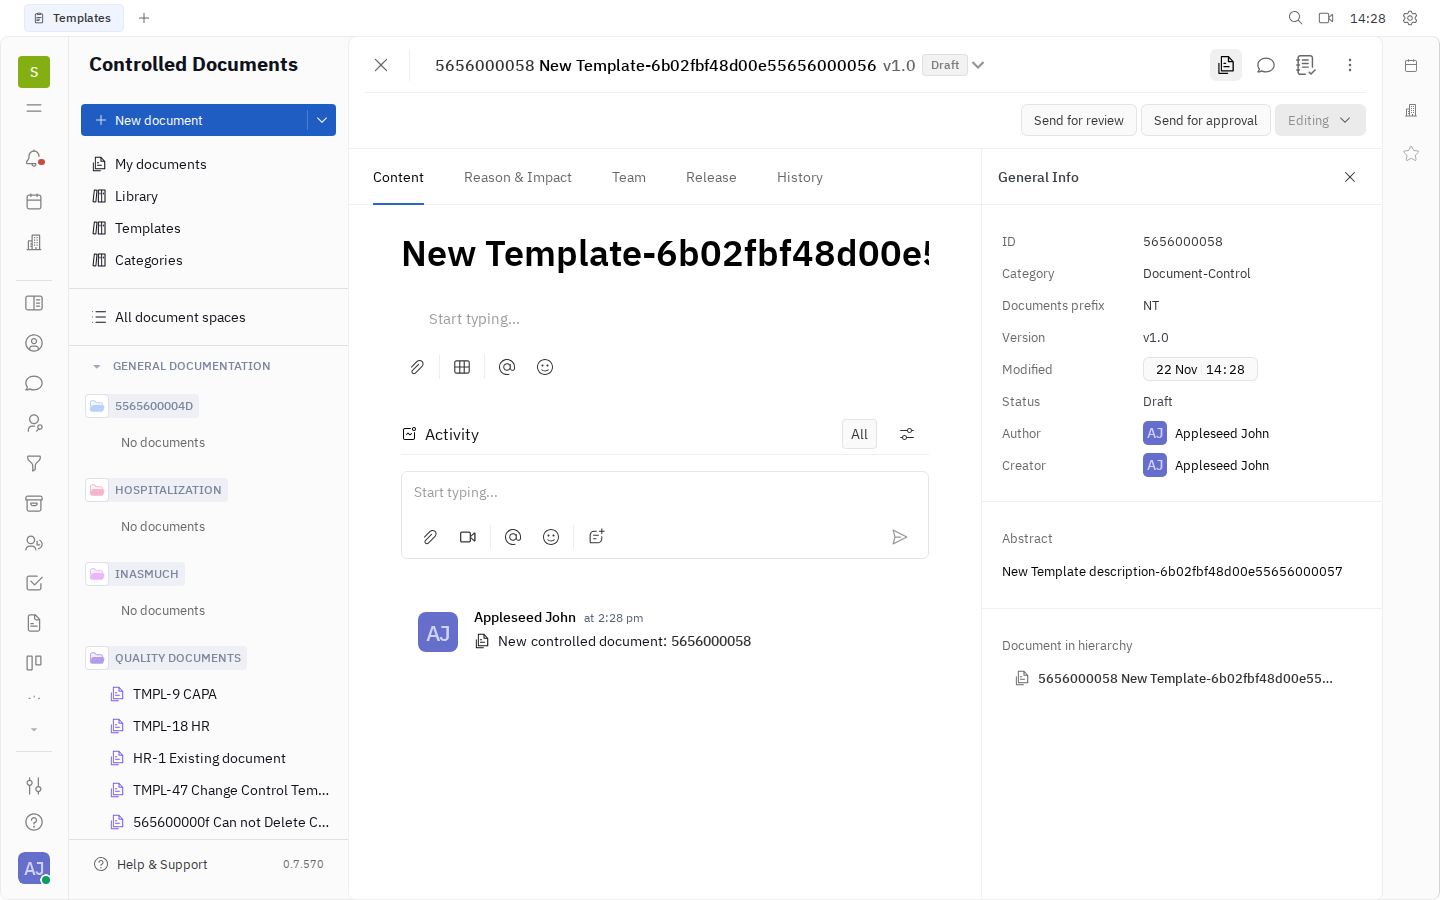 Templates
14:28
S
Controlled Documents
New document
My documents
Library
Templates
Categories
All document spaces
GENERAL DOCUMENTATION
5565600004D
No documents
HOSPITALIZATION
No documents
INASMUCH
No documents
QUALITY DOCUMENTS
TMPL-9 CAPA
TMPL-18 HR
HR-1 Existing document
TMPL-47 Change Control Tem...
565600000f Can not Delete C...
Help & Support 0.7.570
AJ
5656000058 New Template-6b02fbf48d00e55656000056 v1.0 Draft
Send for review Send for approval Editing
Content Reason & Impact Team Release History
New Template-6b02fbf48d00e5
Start typing...
Activity All
Start typing...
AJ
Appleseed John at 2:28 pm
New controlled document: 5656000058
General Info
ID 5656000058
Category Document-Control
Documents prefix NT
Version v1.0
Modified 22 Nov 14:28
Status Draft
Author AJ Appleseed John
Creator AJ Appleseed John
Abstract
New Template description-6b02fbf48d00e55656000057
Document in hierarchy
5656000058 New Template-6b02fbf48d00e55...